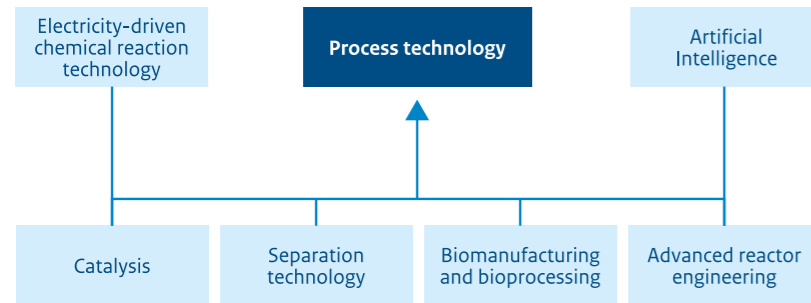 Electricity-driven
chemical reaction
technology
Process technology
Artificial
Intelligence
Catalysis
Separation
technology
Biomanufacturing
and bioprocessing
Advanced reactor
engineering